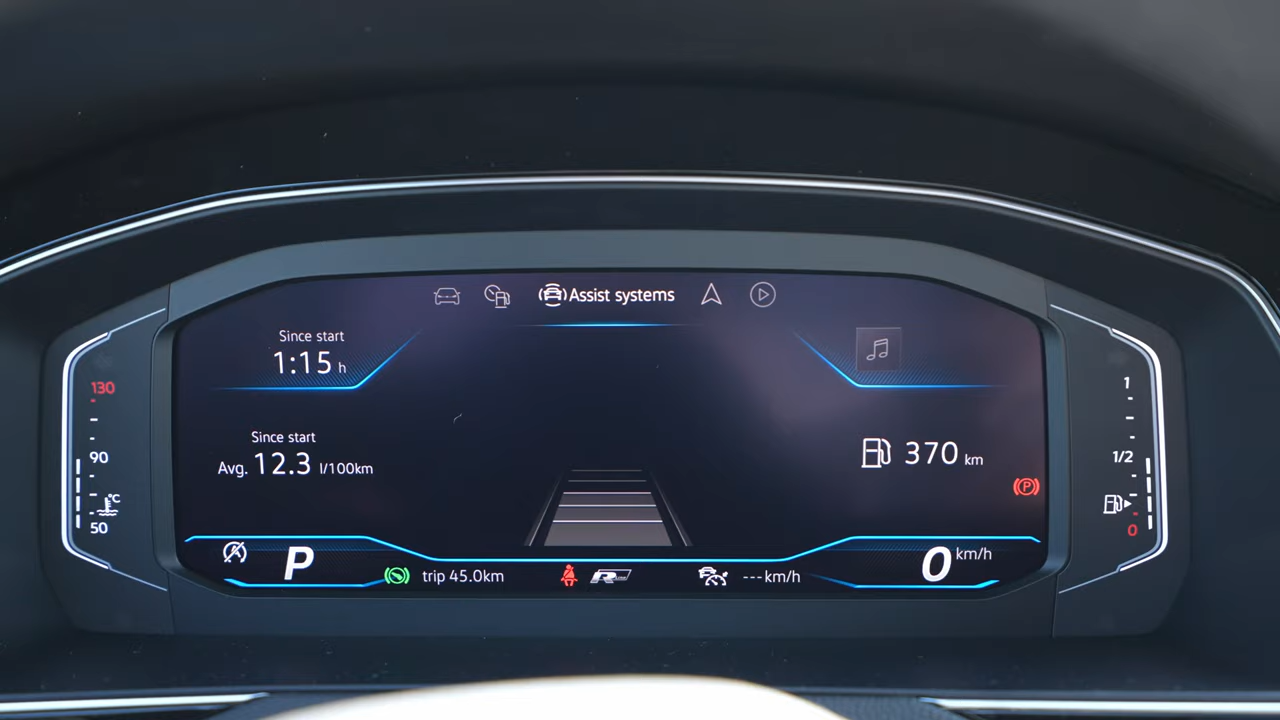 Assist systems
Since start
1:15 h
130
90
°C
50
Since start
Avg. 12.3 l/100km
370 km
1
1/2
0
(P)
P
0 km/h
trip 45.0km
R
---km/h